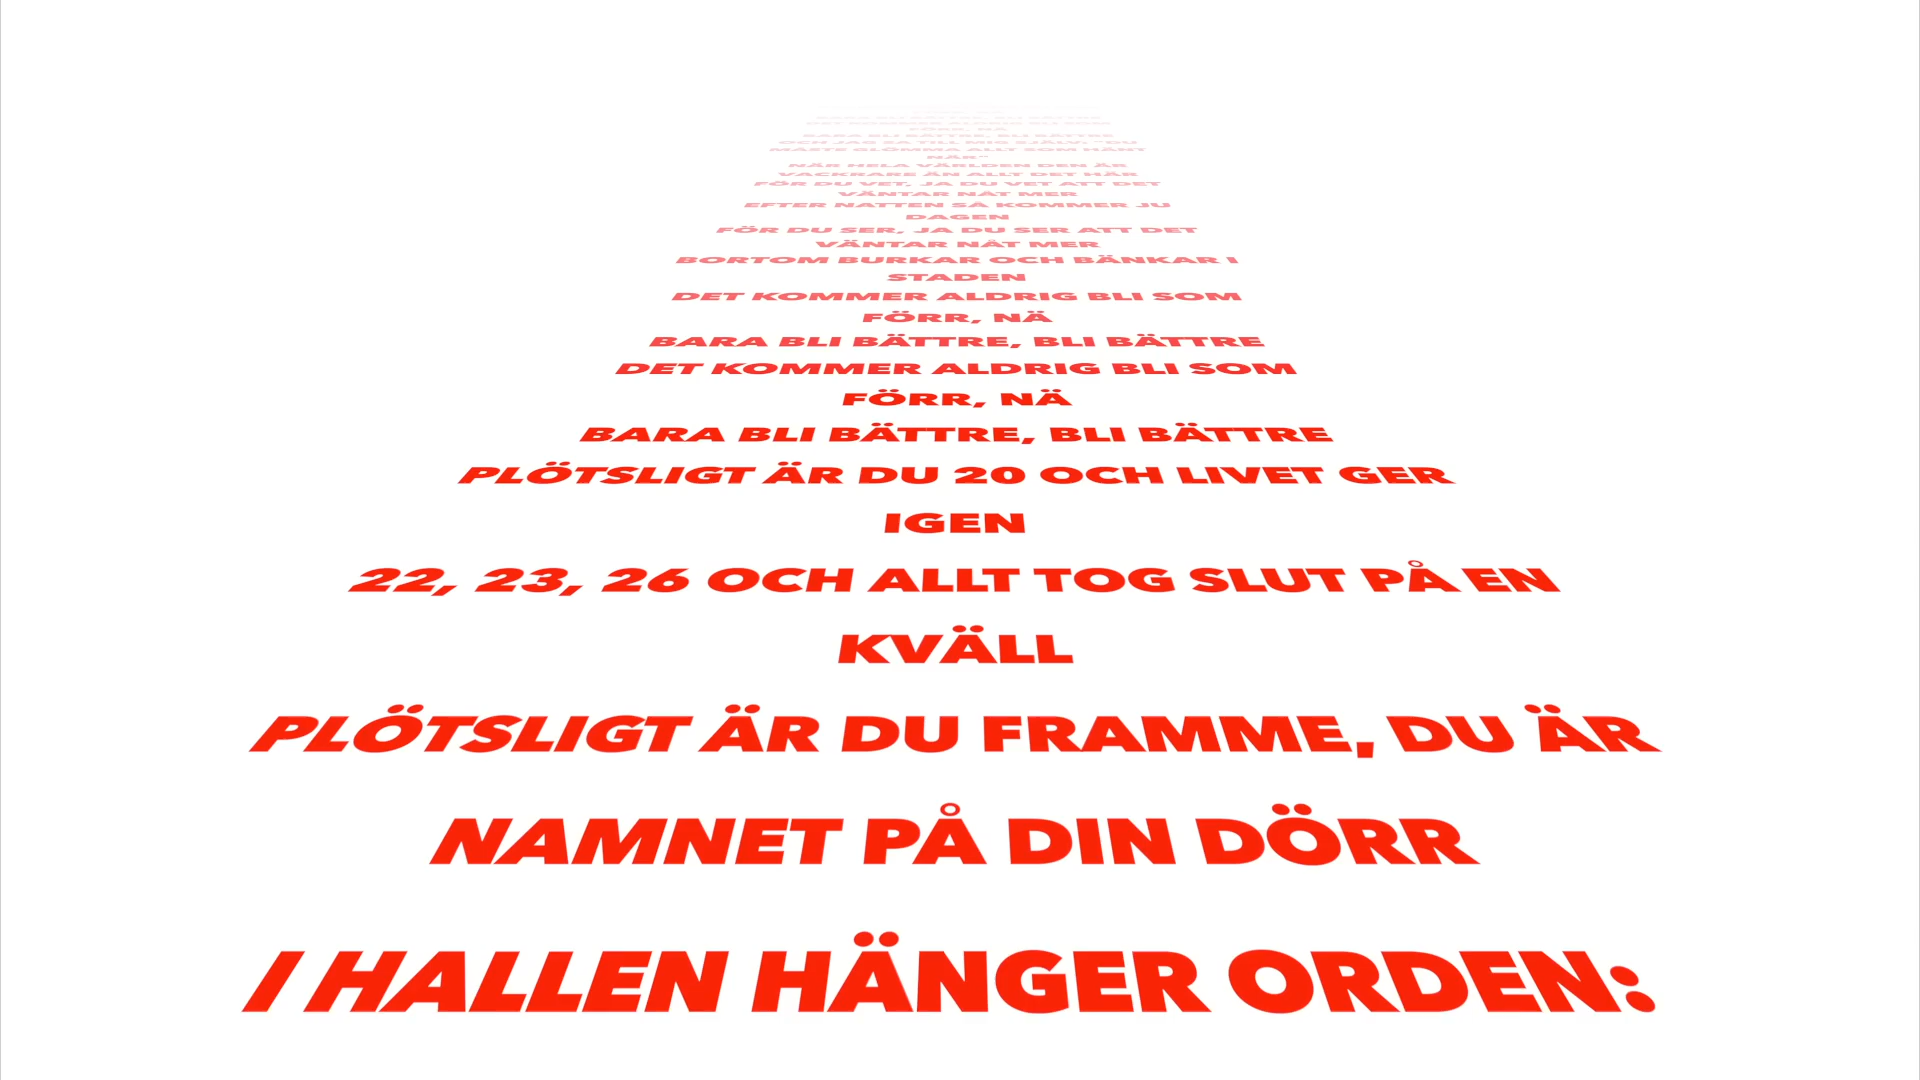 FÖRR, NÄ
BARA BLI BÄTTRE, BLI BÄTTRE
OCH JAG SA TILL MIG SJÄLV: "DU
MÅSTE GLÖMMA ALLT SOM HÄNT
NÄR"
NÄR HELA VÄRLDEN DEN ÄR
VACKRARE ÄN ALLT DET HÄR
FÖR DU VET, JA DU VET ATT DET
VÄNTAR NÅT MER
EFTER NATTEN SÅ KOMMER JU
DAGEN
FÖR DU SER, JA DU SER ATT DET
VÄNTAR NÅT MER
BORTOM BURKAR OCH BÄNKAR I
STADEN
DET KOMMER ALDRIG BLI SOM
FÖRR, NÄ
BARA BLI BÄTTRE, BLI BÄTTRE
DET KOMMER ALDRIG BLI SOM
FÖRR, NÄ
BARA BLI BÄTTRE, BLI BÄTTRE
PLÖTSLIGT ÄR DU 20 OCH LIVET GER
IGEN
22, 23, 26 OCH ALLT TOG SLUT PÅ EN
KVÄLL
PLÖTSLIGT ÄR DU FRAMME, DU ÄR
NAMNET PÅ DIN DÖRR
I HALLEN HÄNGER ORDEN: